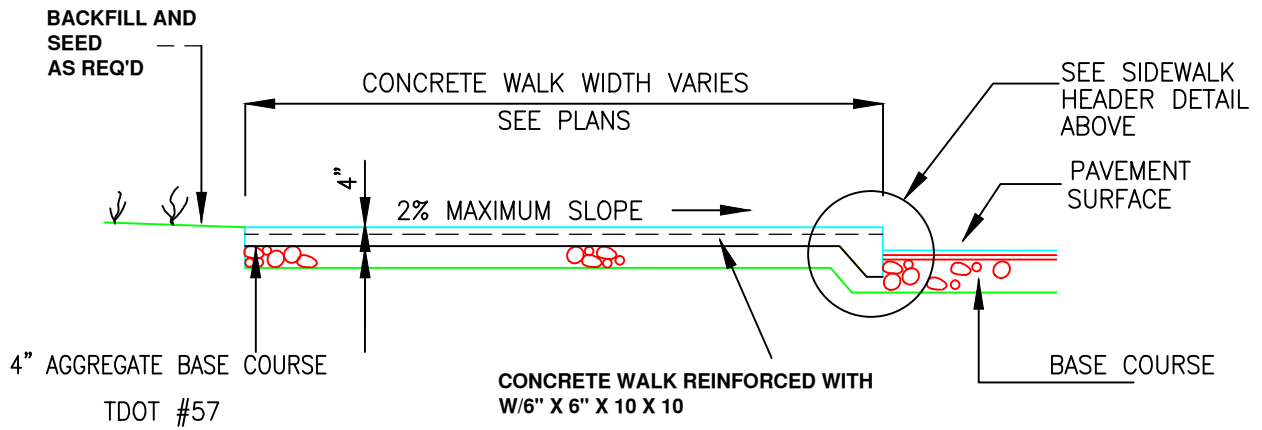 BACKFILL AND
SEED
AS REQ'D
CONCRETE WALK WIDTH VARIES
SEE PLANS
SEE SIDEWALK
HEADER DETAIL
ABOVE
PAVEMENT
SURFACE
4"
2% MAXIMUM SLOPE
4" AGGREGATE BASE COURSE
TDOT #57
CONCRETE WALK REINFORCED WITH
W/6" X 6" X 10 X 10
BASE COURSE